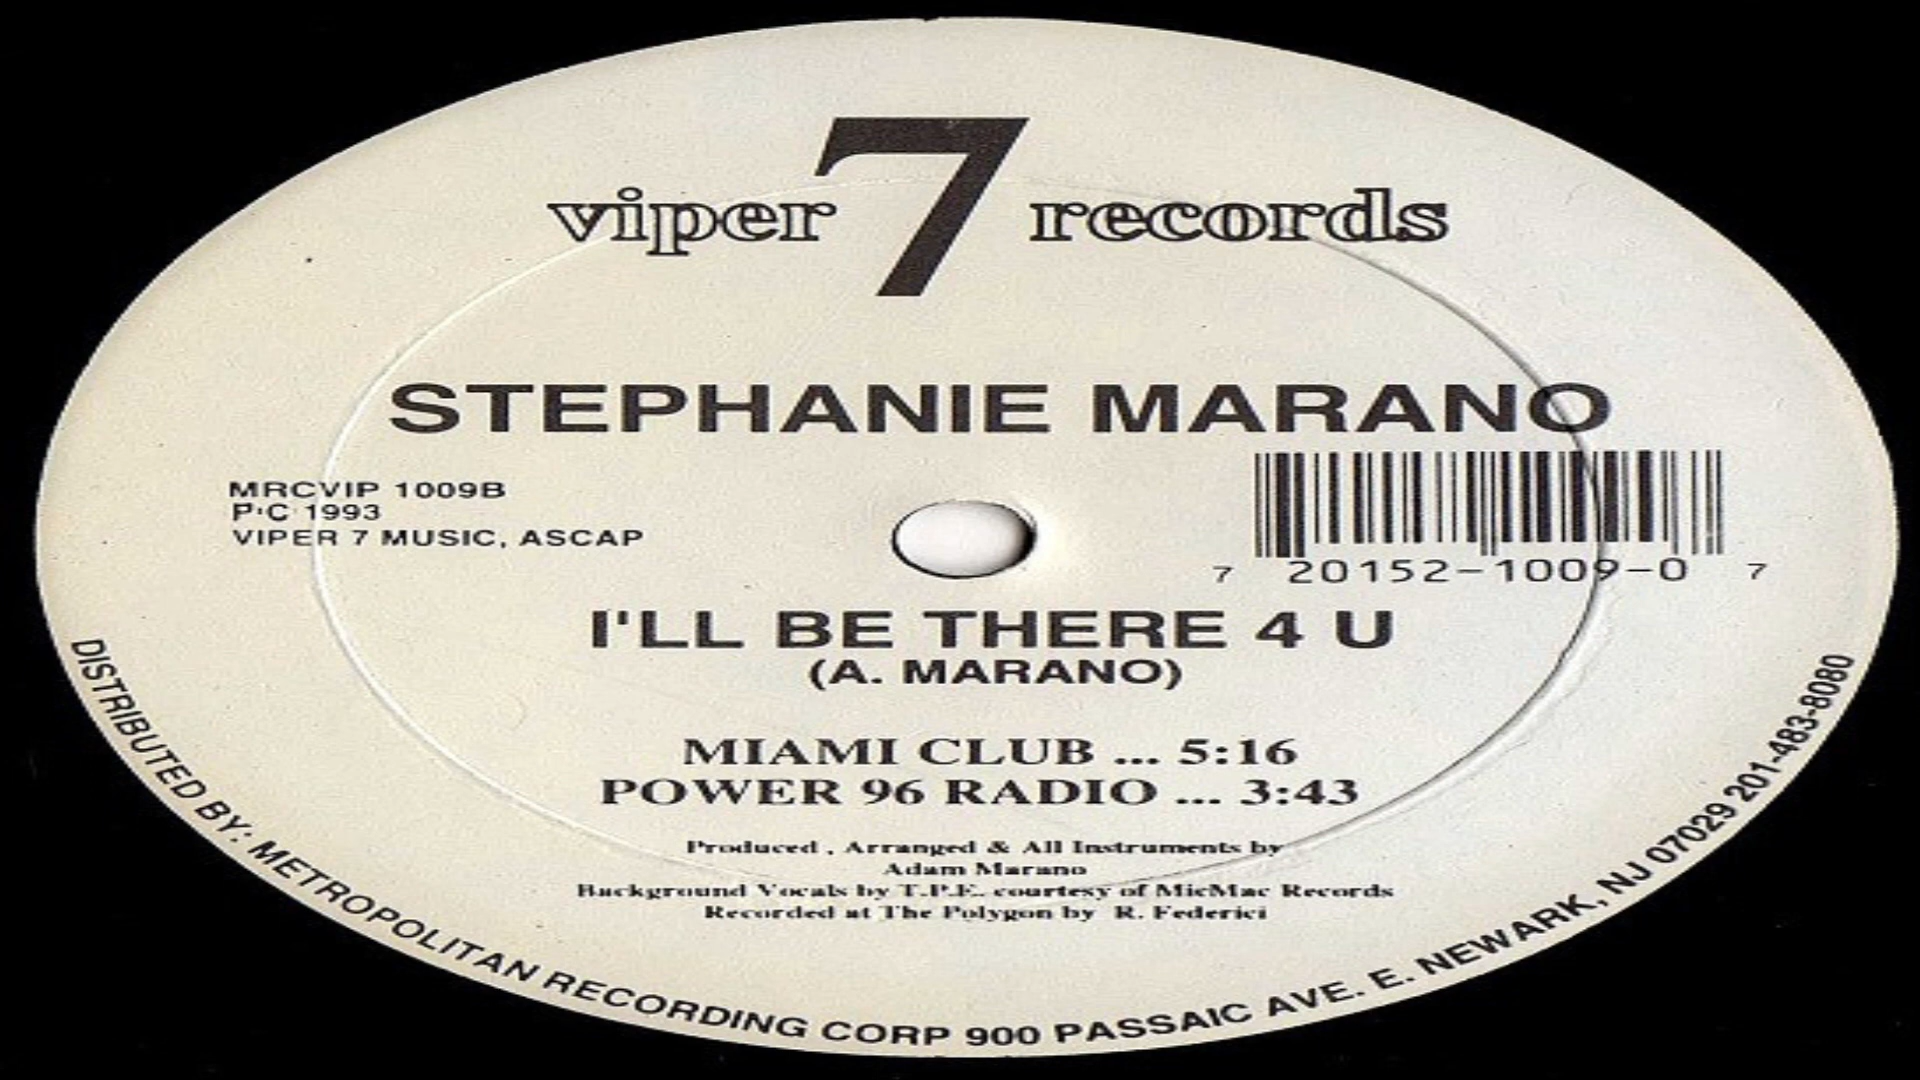 viper 7 records
STEPHANIE MARANO
MRCVIP 1009B
P·C 1993
VIPER 7 MUSIC, ASCAP
7 20152-1009-0 7
I'LL BE THERE 4 U
(A. MARANO)
MIAMI CLUB ... 5:16
POWER 96 RADIO ... 3:43
Produced , Arranged & All Instruments by
Adam Marano
Background Vocals by T.P.E. courtesy of MicMac Records
Recorded at The Polygon by R. Federici
DISTRIBUTED BY: METROPOLITAN RECORDING CORP 900 PASSAIC AVE. E. NEWARK, NJ 07029 201-483-8080